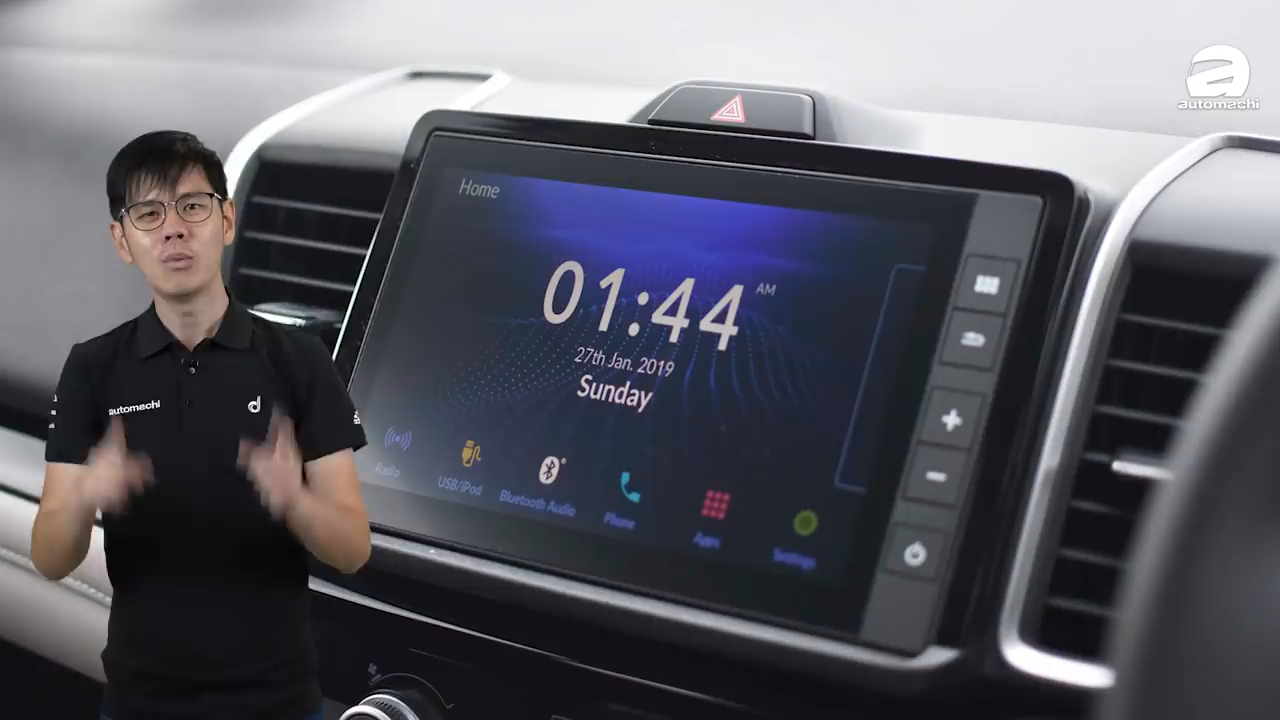 automachi
Home
01:44 AM
27th Jan. 2019
Sunday
Radio
USB/iPod
Bluetooth Audio
Phone
Apps
Settings
automachi